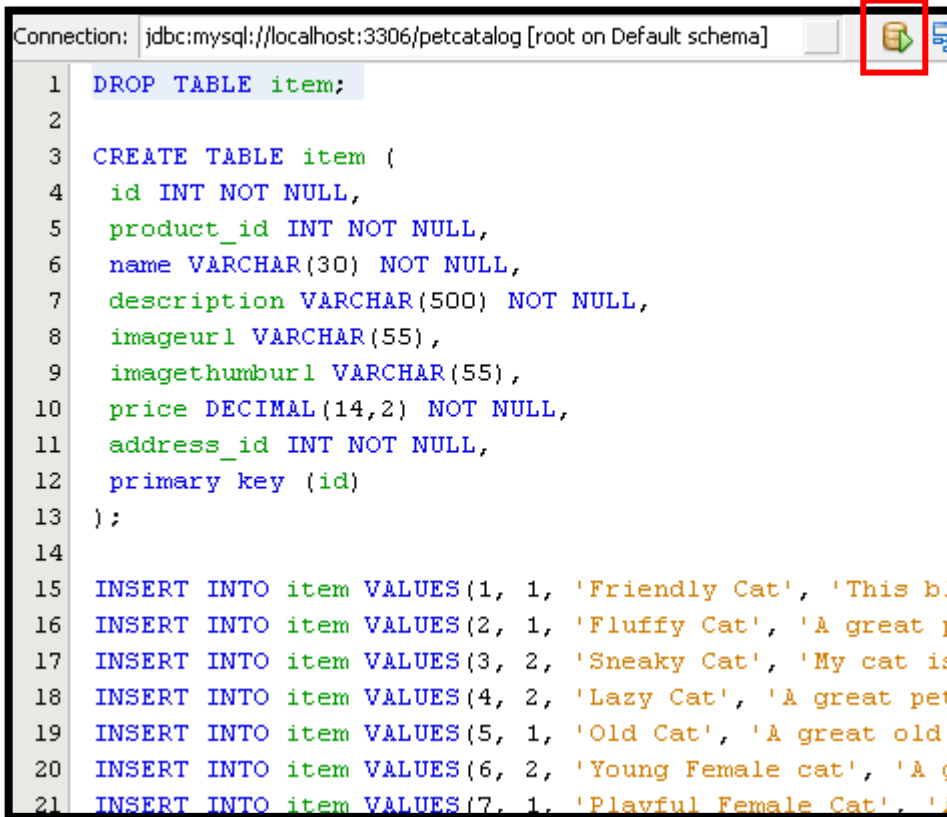 Connection: jdbc:mysql://localhost:3306/petcatalog [root on Default schema]
1 DROP TABLE item;
2
3 CREATE TABLE item (
4 id INT NOT NULL,
5 product_id INT NOT NULL,
6 name VARCHAR(30) NOT NULL,
7 description VARCHAR(500) NOT NULL,
8 imageurl VARCHAR(55),
9 imagethumburl VARCHAR(55),
10 price DECIMAL(14,2) NOT NULL,
11 address_id INT NOT NULL,
12 primary key (id)
13 );
14
15 INSERT INTO item VALUES(1, 1, 'Friendly Cat', 'This b
16 INSERT INTO item VALUES(2, 1, 'Fluffy Cat', 'A great p
17 INSERT INTO item VALUES(3, 2, 'Sneaky Cat', 'My cat is
18 INSERT INTO item VALUES(4, 2, 'Lazy Cat', 'A great pet
19 INSERT INTO item VALUES(5, 1, 'Old Cat', 'A great old
20 INSERT INTO item VALUES(6, 2, 'Young Female cat', 'A g
21 INSERT INTO item VALUES(7, 1, 'Playful Female Cat', '